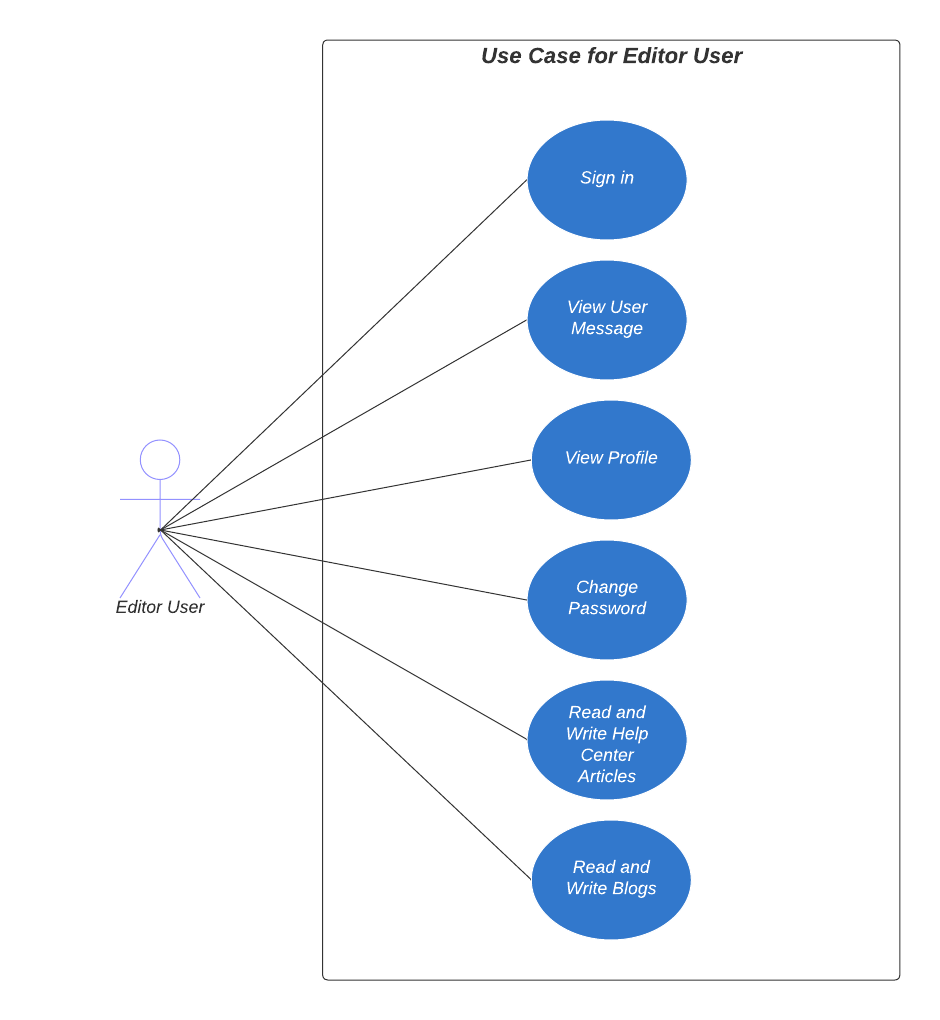 Use Case for Editor User
Sign in
View User
Message
View Profile
Change
Password
Editor User
Read and
Write Help
Center
Articles
Read and
Write Blogs